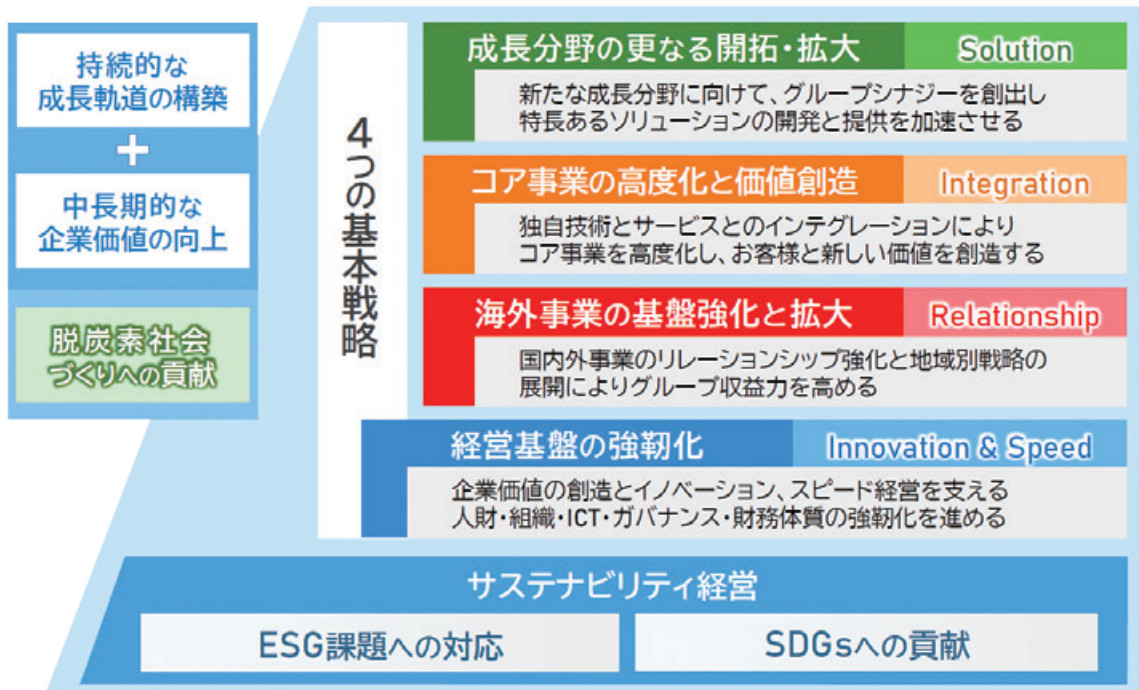 持続的な
成長軌道の構築
+
中長期的な
企業価値の向上
脱炭素社会
づくりへの貢献
4つの基本戦略
成長分野の更なる開拓・拡大 Solution
新たな成長分野に向けて、グループシナジーを創出し
特長あるソリューションの開発と提供を加速させる
コア事業の高度化と価値創造 Integration
独自技術とサービスとのインテグレーションにより
コア事業を高度化し、お客様と新しい価値を創造する
海外事業の基盤強化と拡大 Relationship
国内外事業のリレーションシップ強化と地域別戦略の
展開によりグループ収益力を高める
経営基盤の強靭化 Innovation & Speed
企業価値の創造とイノベーション、スピード経営を支える
人財・組織・ICT・ガバナンス・財務体質の強靭化を進める
サステナビリティ経営
ESG課題への対応
SDGsへの貢献